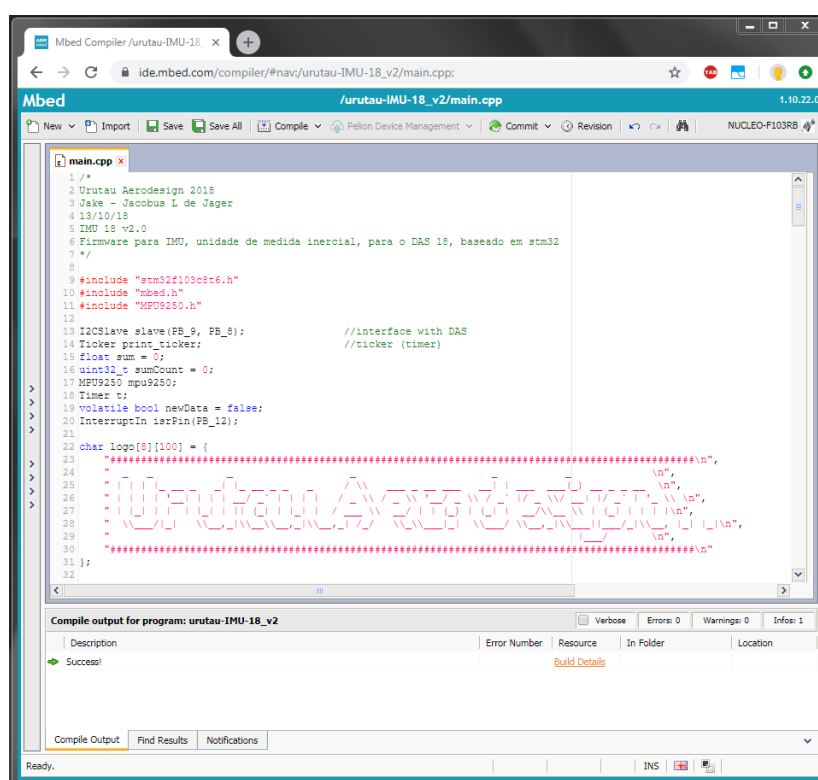 Mbed Compiler /urutau-IMU-18_
ide.mbed.com/compiler/#nav:/urutau-IMU-18_v2/main.cpp;
Mbed /urutau-IMU-18_v2/main.cpp 1.10.22.0
New Import Save Save All Compile Pelion Device Management Commit Revision NUCLEO-F103RB
main.cpp
1 /*
2 Urutau Aerodesign 2018
3 Jake - Jacobus L de Jager
4 13/10/18
5 IMU 18 v2.0
6 Firmware para IMU, unidade de medida inercial, para o DAS 18, baseado em stm32
7 */
8
9 #include "stm32f103c8t6.h"
10 #include "mbed.h"
11 #include "MPU9250.h"
12
13 I2CSlave slave(PB_9, PB_8); //interface with DAS
14 Ticker print_ticker; //ticker (timer)
15 float sum = 0;
16 uint32_t sumCount = 0;
17 MPU9250 mpu9250;
18 Timer t;
19 volatile bool newData = false;
20 InterruptIn isrPin(PB_12);
21
22 char logo[8][100] = {
23
24
25
26
27
28
29
30
31 };
32
Compile output for program: urutau-IMU-18_v2 Verbose Errors: 0 Warnings: 0 Infos: 1
Description Error Number Resource In Folder Location
Success! Build Details
Compile Output Find Results Notifications
Ready. INS